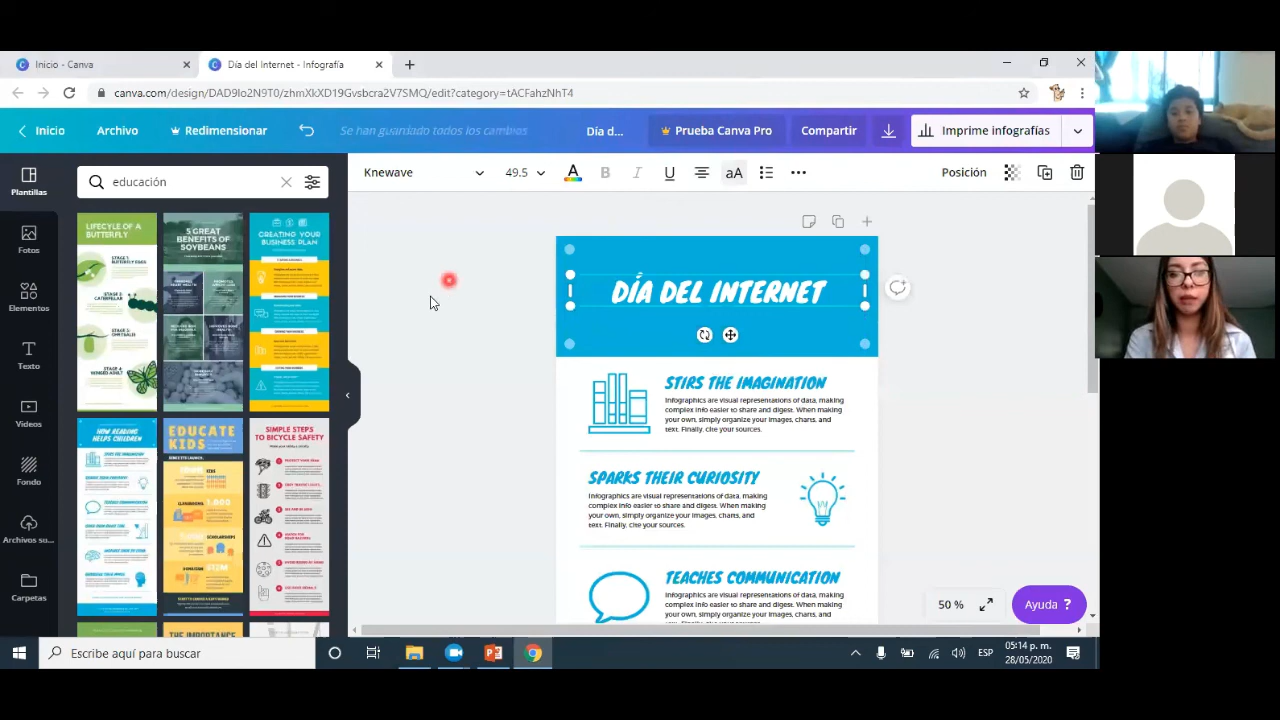 Inicio - Canva
Día del Internet - Infografía
canva.com/design/DAD9Io2N9T0/zhmXkXD19Gvsbcra2V7SMQ/edit?category=tACFahzNhT4
Inicio
Archivo
Redimensionar
Se han guardado todos los cambios
Día d...
Prueba Canva Pro
Compartir
Imprime infografías
Plantillas
educación
Knewave
49.5
A
B
I
U
aA
Posición
Fotos
Elementos
Texto
Videos
Fondo
Archivos su...
Carpetas
LIFECYLE OF A
BUTTERFLY
5 GREAT
BENEFITS OF
SOYBEANS
CREATING YOUR
BUSINESS PLAN
HOW READING
HELPS CHILDREN
EDUCATE
KIDS
SIMPLE STEPS
TO BICYCLE SAFETY
THE IMPORTANCE
DÍA DEL INTERNET
STIRS THE IMAGINATION
Infographics are visual representations of data, making
complex info easier to share and digest. When making
your own, simply organize your images, charts, and
text. Finally, cite your sources.
SPARKS THEIR CURIOSITY
Infographics are visual representations of data, making
complex info easier to share and digest. When making
your own, simply organize your images, charts, and
text. Finally, cite your sources.
TEACHES COMMUNICATION
Infographics are visual representations of data, making
complex info easier to share and digest. When making
your own, simply organize your images, charts, and
50 %
Ayuda ?
Escribe aquí para buscar
ESP
05:14 p. m.
28/05/2020